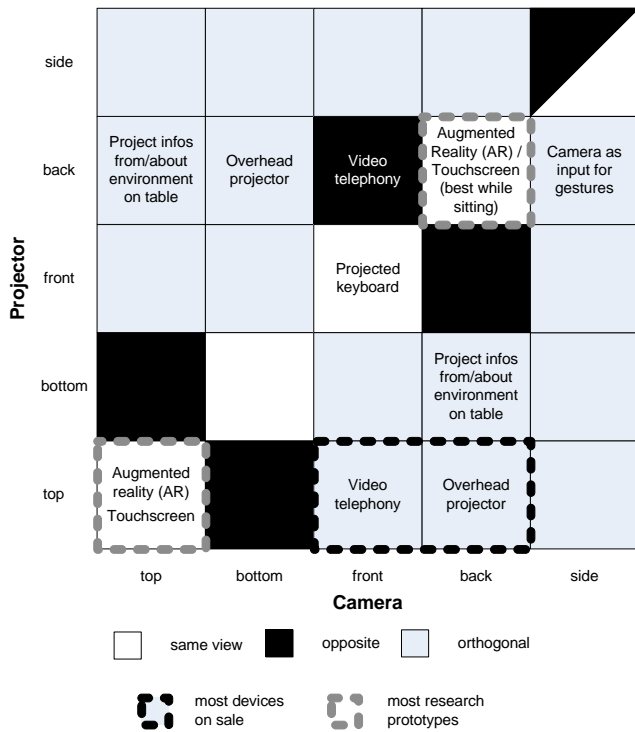 side
back
Project infos
from/about
environment
on table
Overhead
projector
Video
telephony
Augmented
Reality (AR) /
Touchscreen
(best while
sitting)
Camera as
input for
gestures
Projector
front
Projected
keyboard
bottom
Project infos
from/about
environment
on table
top
Augmented
reality (AR)
Touchscreen
Video
telephony
Overhead
projector
top
bottom
front
back
side
Camera
same view
opposite
orthogonal
most devices
on sale
most research
prototypes